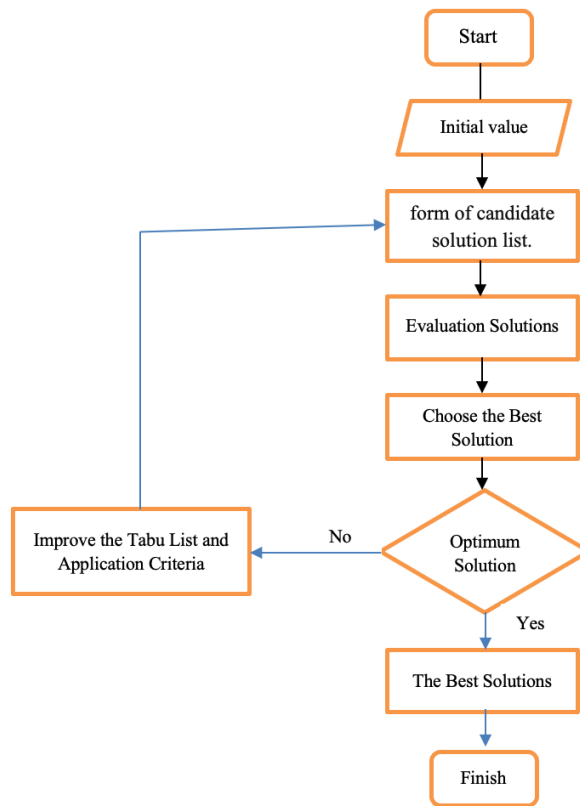 Start
Initial value
form of candidate
solution list.
Evaluation Solutions
Choose the Best
Solution
Optimum
Solution
No
Improve the Tabu List and
Application Criteria
Yes
The Best Solutions
Finish